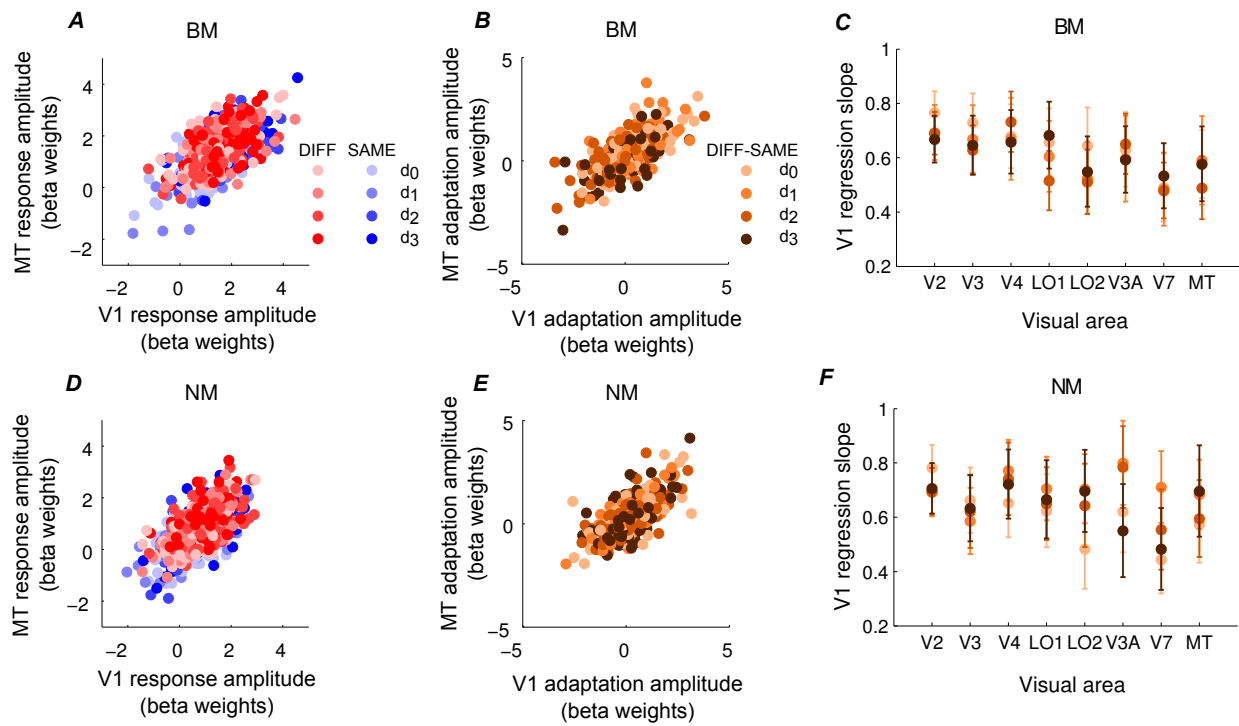 A
BM
MT response amplitude
(beta weights)
4
2
0
−2
−2
0
2
4
V1 response amplitude
(beta weights)
DIFF
SAME
d0
d1
d2
d3
B
BM
MT adaptation amplitude
(beta weights)
5
0
−5
−5
0
5
V1 adaptation amplitude
(beta weights)
DIFF-SAME
d0
d1
d2
d3
C
BM
V1 regression slope
1
0.8
0.6
0.4
0.2
V2
V3
V4
LO1
LO2
V3A
V7
MT
Visual area
D
NM
MT response amplitude
(beta weights)
4
2
0
−2
−2
0
2
4
V1 response amplitude
(beta weights)
E
NM
MT adaptation amplitude
(beta weights)
5
0
−5
−5
0
5
V1 adaptation amplitude
(beta weights)
F
NM
V1 regression slope
1
0.8
0.6
0.4
0.2
V2
V3
V4
LO1
LO2
V3A
V7
MT
Visual area